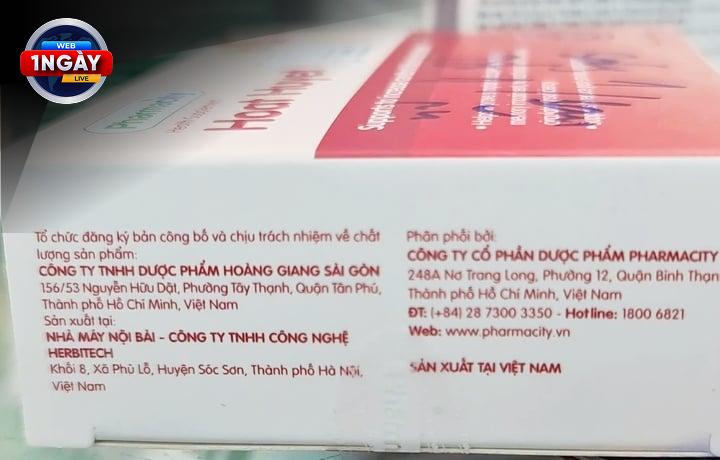 WEB
1NGÀY
LIVE
Pharmacity
Hoạt Huyết
Tổ chức đăng ký bản công bố và chịu trách nhiệm về chất
lượng sản phẩm:
CÔNG TY TNHH DƯỢC PHẨM HOÀNG GIANG SÀI GÒN
156/53 Nguyễn Hữu Dật, Phường Tây Thạnh, Quận Tân Phú,
Thành phố Hồ Chí Minh, Việt Nam
Sản xuất tại:
NHÀ MÁY NỘI BÀI - CÔNG TY TNHH CÔNG NGHỆ
HERBITECH
Khối 8, Xã Phù Lỗ, Huyện Sóc Sơn, Thành phố Hà Nội,
Việt Nam
Phân phối bởi:
CÔNG TY CỔ PHẦN DƯỢC PHẨM PHARMACITY
248A Nơ Trang Long, Phường 12, Quận Bình Thạn
Thành phố Hồ Chí Minh, Việt Nam
ĐT: (+84) 28 7300 3350 - Hotline: 1800 6821
Web: www.pharmacity.vn
SẢN XUẤT TẠI VIỆT NAM